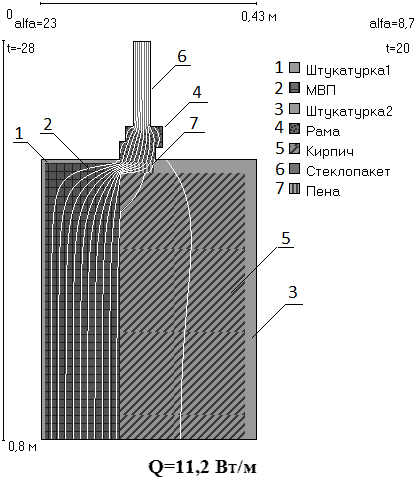 0
0,43 м
alfa=23
alfa=8,7
t=-28
t=20
6
4
7
1
2
5
3
1 Штукатурка1
2 МВП
3 Штукатурка2
4 Рама
5 Кирпич
6 Стеклопакет
7 Пена
0,8 м
Q=11,2 Вт/м